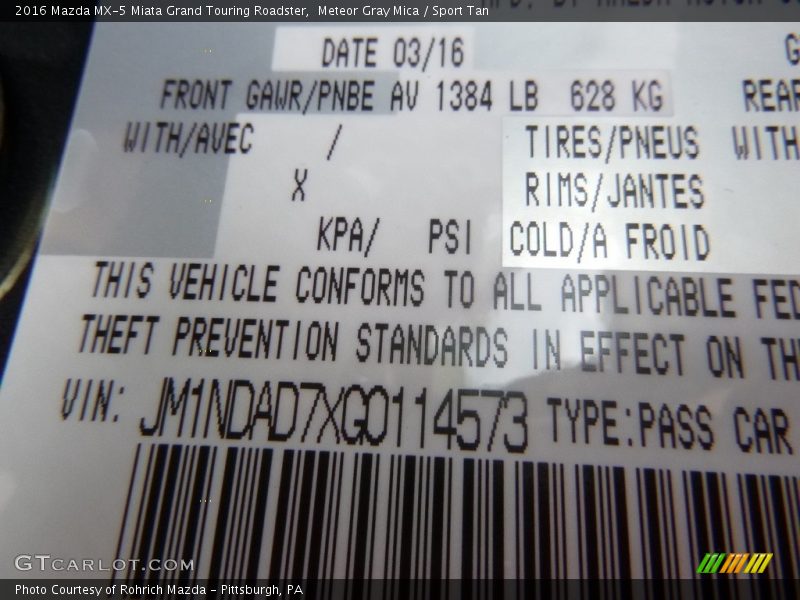 2016 Mazda MX-5 Miata Grand Touring Roadster,  Meteor Gray Mica / Sport Tan
DATE 03/16
FRONT GAWR/PNBE AV 1384 LB 628 KG REAR
WITH/AVEC / TIRES/PNEUS WITH
X RIMS/JANTES
KPA/ PSI COLD/A FROID
THIS VEHICLE CONFORMS TO ALL APPLICABLE FED
THEFT PREVENTION STANDARDS IN EFFECT ON TH
VIN: JM1NDAD7XG0114573 TYPE:PASS CAR
GTCARLOT.COM
Photo Courtesy of Rohrich Mazda - Pittsburgh, PA